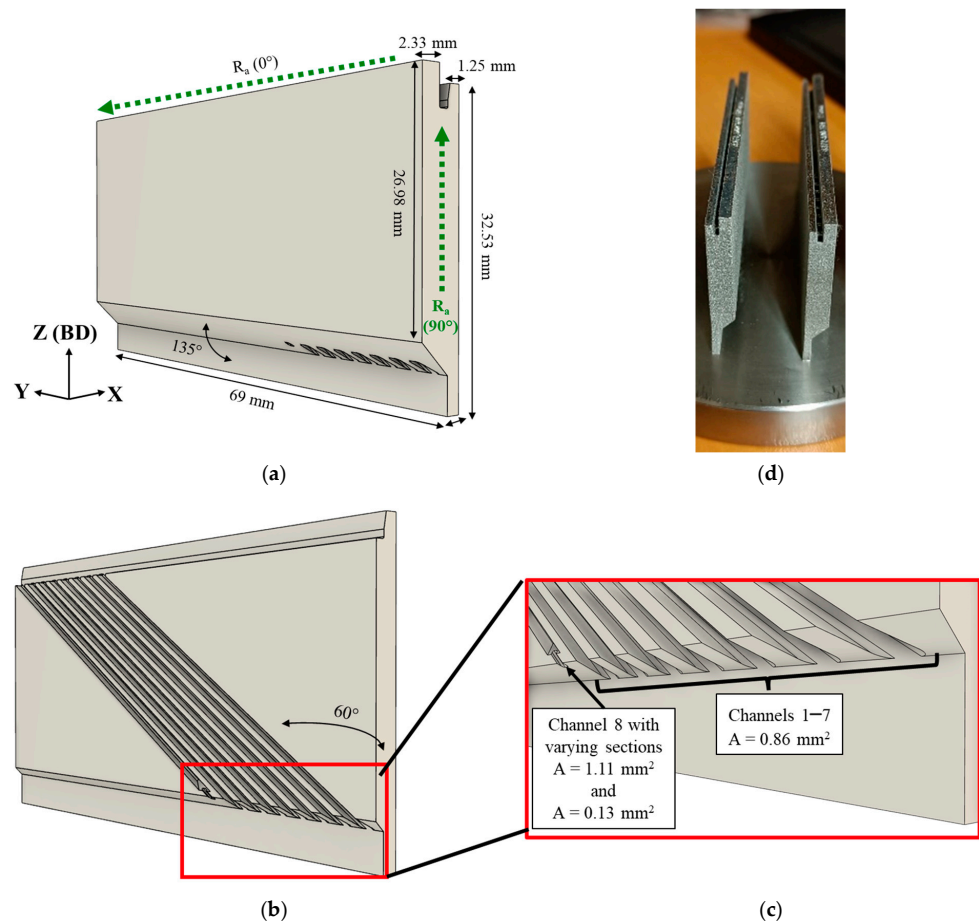 2.33 mm
Rₐ (0°)
1.25 mm
26.98 mm
32.53 mm
Rₐ
(90°)
Z (BD)
135°
Y
X
69 mm
(a)
(d)
60°
Channel 8 with
varying sections
A = 1.11 mm²
and
A = 0.13 mm²
Channels 1–7
A = 0.86 mm²
(b)
(c)